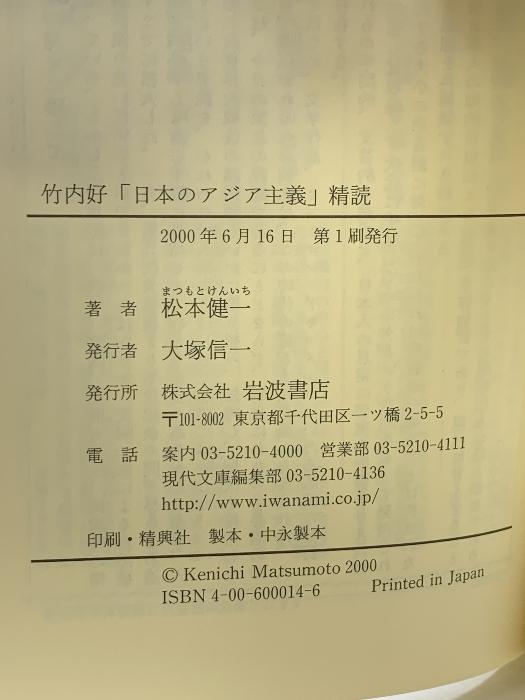 竹内好「日本のアジア主義」精読
2000年6月16日　第1刷発行
まつもとけんいち
著　者　松本健一
発行者　大塚信一
発行所　株式会社 岩波書店
〒101-8002 東京都千代田区一ツ橋2-5-5
電　話　案内 03-5210-4000　営業部 03-5210-4111
現代文庫編集部 03-5210-4136
http://www.iwanami.co.jp/
印刷・精興社　製本・中永製本
© Kenichi Matsumoto 2000
ISBN 4-00-600014-6　Printed in Japan